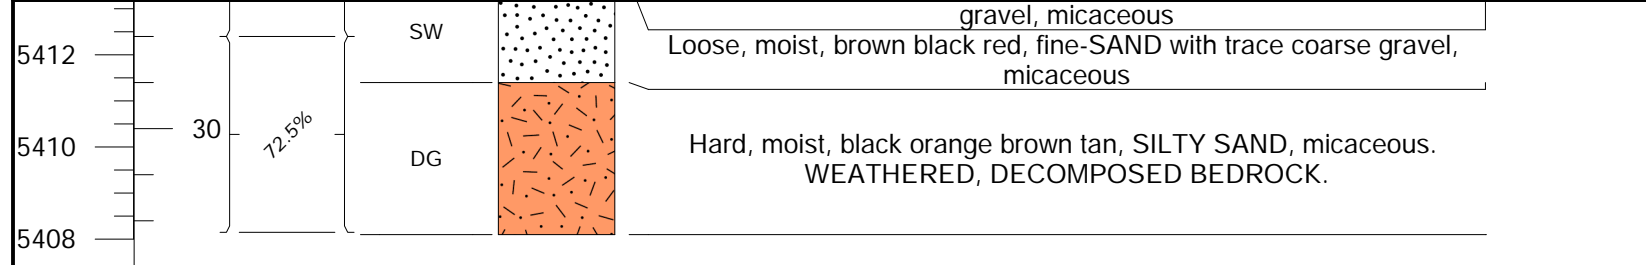 gravel, micaceous
SW
Loose, moist, brown black red, fine-SAND with trace coarse gravel,
micaceous
5412
30
72.5%
5410
DG
Hard, moist, black orange brown tan, SILTY SAND, micaceous.
WEATHERED, DECOMPOSED BEDROCK.
5408